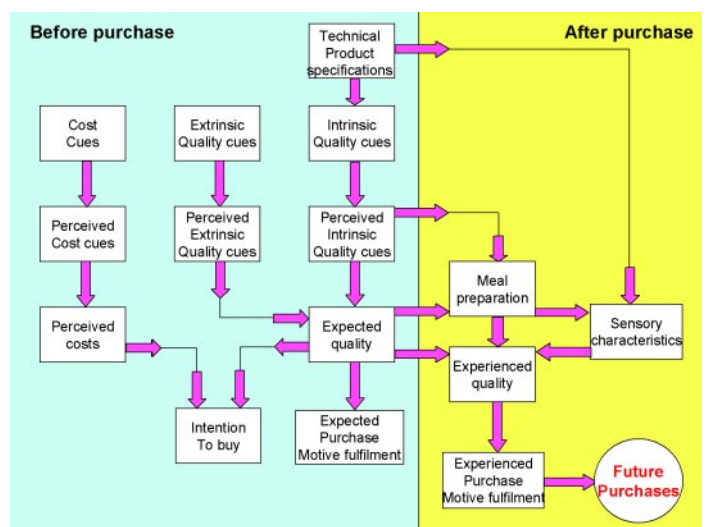 Before purchase
After purchase
Technical
Product
specifications
Cost
Cues
Extrinsic
Quality cues
Intrinsic
Quality cues
Perceived
Cost cues
Perceived
Extrinsic
Quality cues
Perceived
Intrinsic
Quality cues
Meal
preparation
Perceived
costs
Expected
quality
Sensory
characteristics
Experienced
quality
Intention
To buy
Expected
Purchase
Motive fulfilment
Experienced
Purchase
Motive fulfilment
Future
Purchases